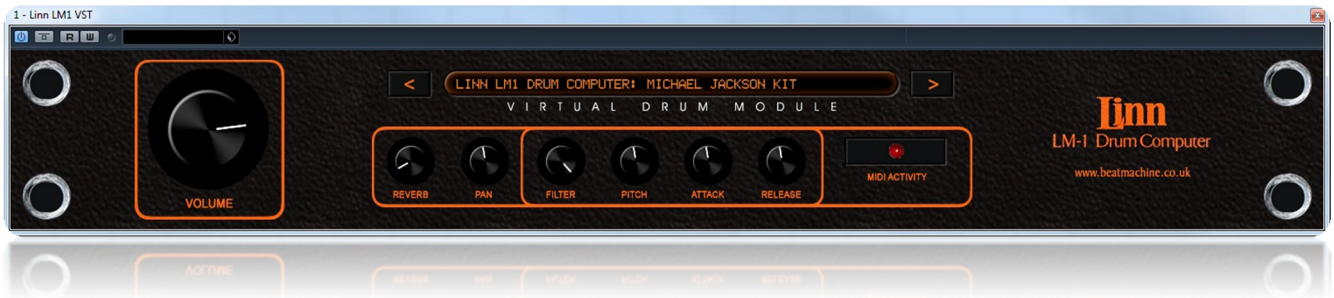 1 - Linn LM1 VST
R W
< LINN LM1 DRUM COMPUTER: MICHAEL JACKSON KIT >
VIRTUAL DRUM MODULE
Linn
LM-1 Drum Computer
www.beatmachine.co.uk
VOLUME
REVERB PAN FILTER PITCH ATTACK RELEASE
MIDI ACTIVITY